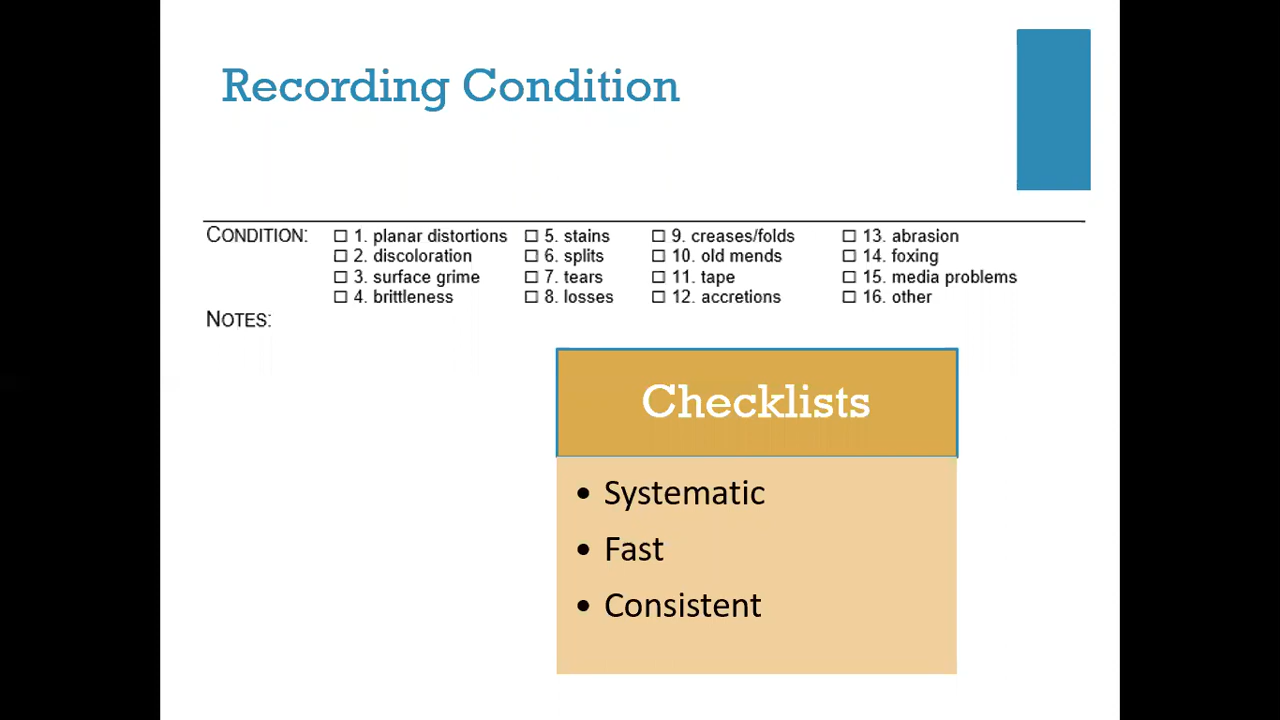 Recording Condition
CONDITION: ☐ 1. planar distortions ☐ 5. stains ☐ 9. creases/folds ☐ 13. abrasion
☐ 2. discoloration ☐ 6. splits ☐ 10. old mends ☐ 14. foxing
☐ 3. surface grime ☐ 7. tears ☐ 11. tape ☐ 15. media problems
☐ 4. brittleness ☐ 8. losses ☐ 12. accretions ☐ 16. other
NOTES:
Checklists
• Systematic
• Fast
• Consistent